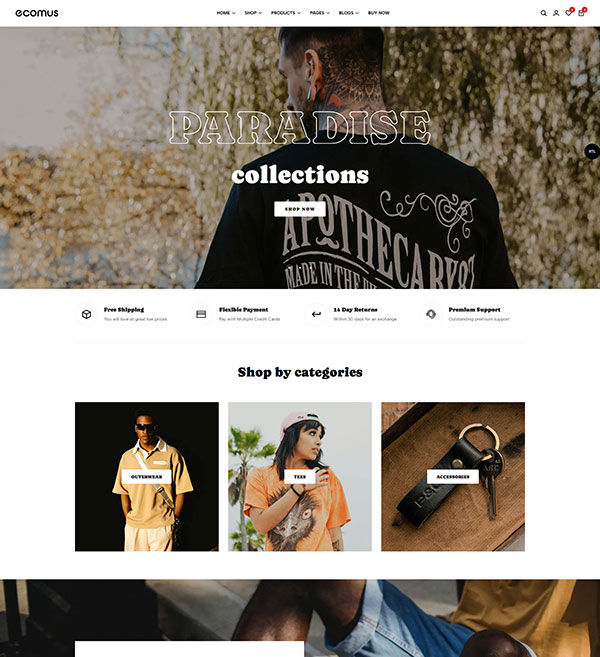 ecomus
HOME SHOP PRODUCTS PAGES BLOGS BUY NOW
PARADISE
collections
SHOP NOW
RTL
APOTHECARY87
MADE IN THE
Free Shipping
You will love at great low prices
Flexible Payment
Pay with Multiple Credit Cards
14 Day Returns
Within 30 days for an exchange
Premium Support
Outstanding premium support
Shop by categories
OUTERWEAR
TEES
ACCESSORIES
ABC